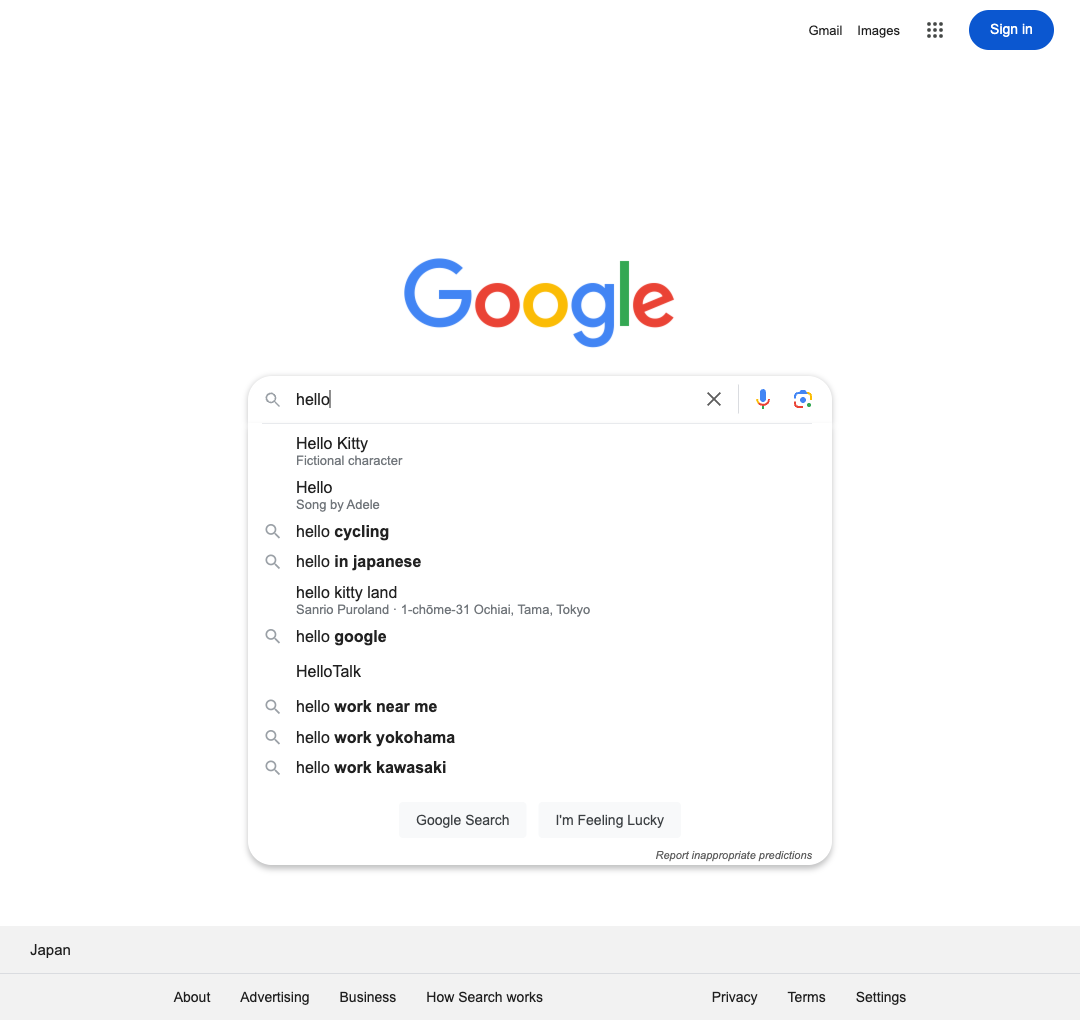 Gmail Images Sign in
Google
hello
Hello Kitty
Fictional character
Hello
Song by Adele
hello cycling
hello in japanese
hello kitty land
Sanrio Puroland · 1-chōme-31 Ochiai, Tama, Tokyo
hello google
HelloTalk
hello work near me
hello work yokohama
hello work kawasaki
Google Search I'm Feeling Lucky
Report inappropriate predictions
Japan
About Advertising Business How Search works Privacy Terms Settings